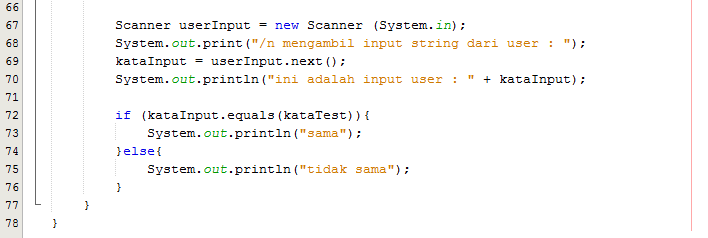 66
67 Scanner userInput = new Scanner (System.in);
68 System.out.print("/n mengambil input string dari user : ");
69 kataInput = userInput.next();
70 System.out.println("ini adalah input user : " + kataInput);
71
72 if (kataInput.equals(kataTest)){
73 System.out.println("sama");
74 }else{
75 System.out.println("tidak sama");
76 }
77 }
78 }